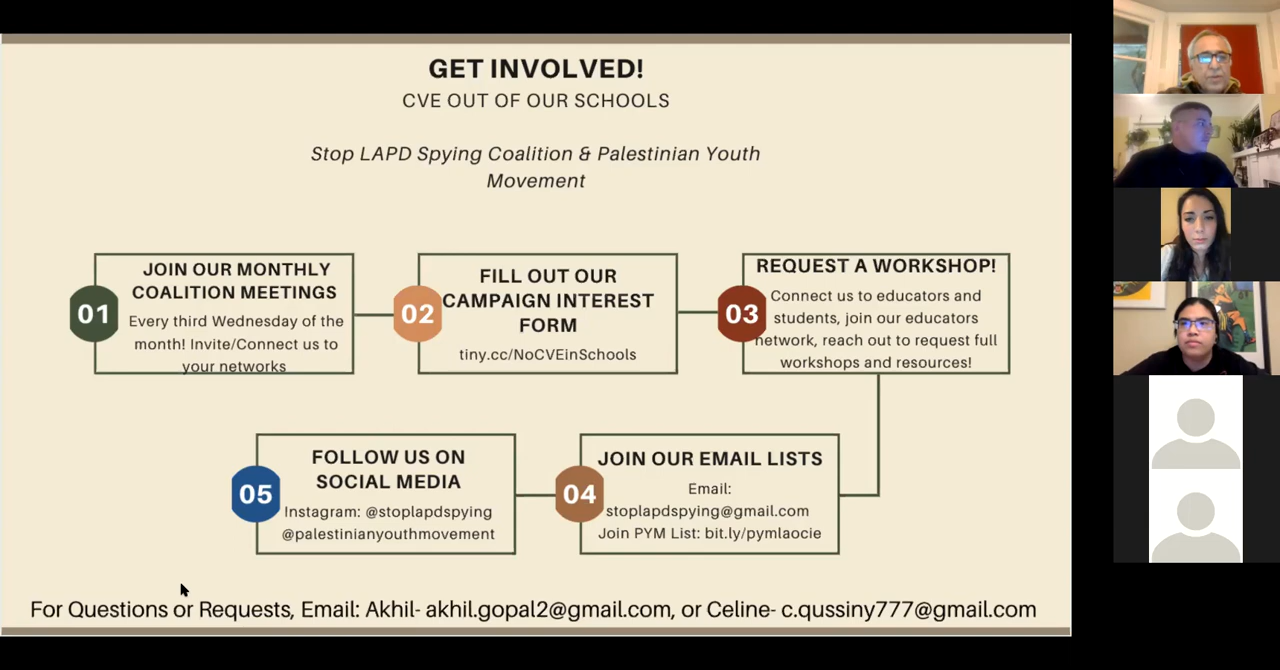 GET INVOLVED!
CVE OUT OF OUR SCHOOLS
Stop LAPD Spying Coalition & Palestinian Youth
Movement
01
JOIN OUR MONTHLY
COALITION MEETINGS
Every third Wednesday of the
month! Invite/Connect us to
your networks
02
FILL OUT OUR
CAMPAIGN INTEREST
FORM
tiny.cc/NoCVEinSchools
03
REQUEST A WORKSHOP!
Connect us to educators and
students, join our educators
network, reach out to request full
workshops and resources!
04
JOIN OUR EMAIL LISTS
Email:
stoplapdspying@gmail.com
Join PYM List: bit.ly/pymlaocie
05
FOLLOW US ON
SOCIAL MEDIA
Instagram: @stoplapdspying
@palestinianyouthmovement
For Questions or Requests, Email: Akhil- akhil.gopal2@gmail.com, or Celine- c.qussiny777@gmail.com